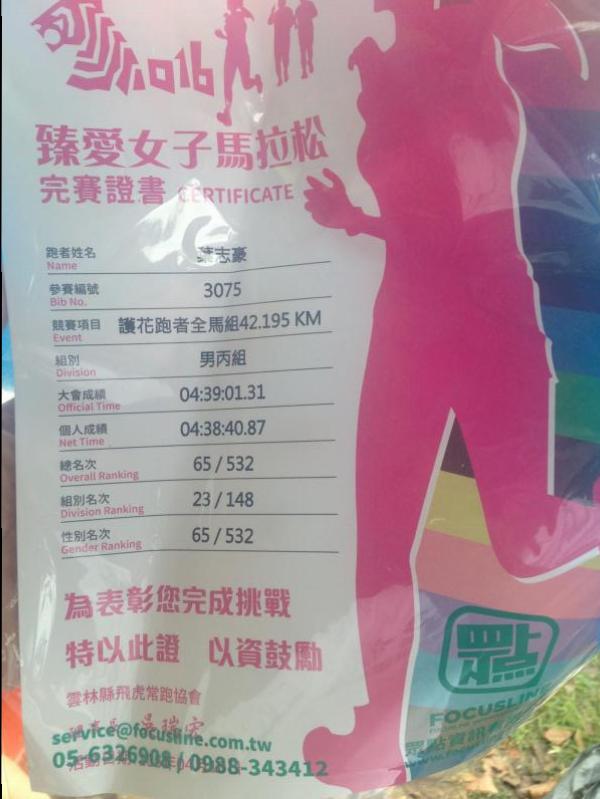 2016
臻愛女子馬拉松
完賽證書 CERTIFICATE
跑者姓名 葉志豪
Name
參賽編號 3075
Bib No.
競賽項目 護花跑者全馬組42.195 KM
Event
組別 男丙組
Division
大會成績 04:39:01.31
Official Time
個人成績 04:38:40.87
Net Time
總名次 65 / 532
Overall Ranking
組別名次 23 / 148
Division Ranking
性別名次 65 / 532
Gender Ranking
為表彰您完成挑戰
特以此證 以資鼓勵
雲林縣飛虎常跑協會
service@focusline.com.tw
05-6326908 / 0988-343412
FOCUSLINE